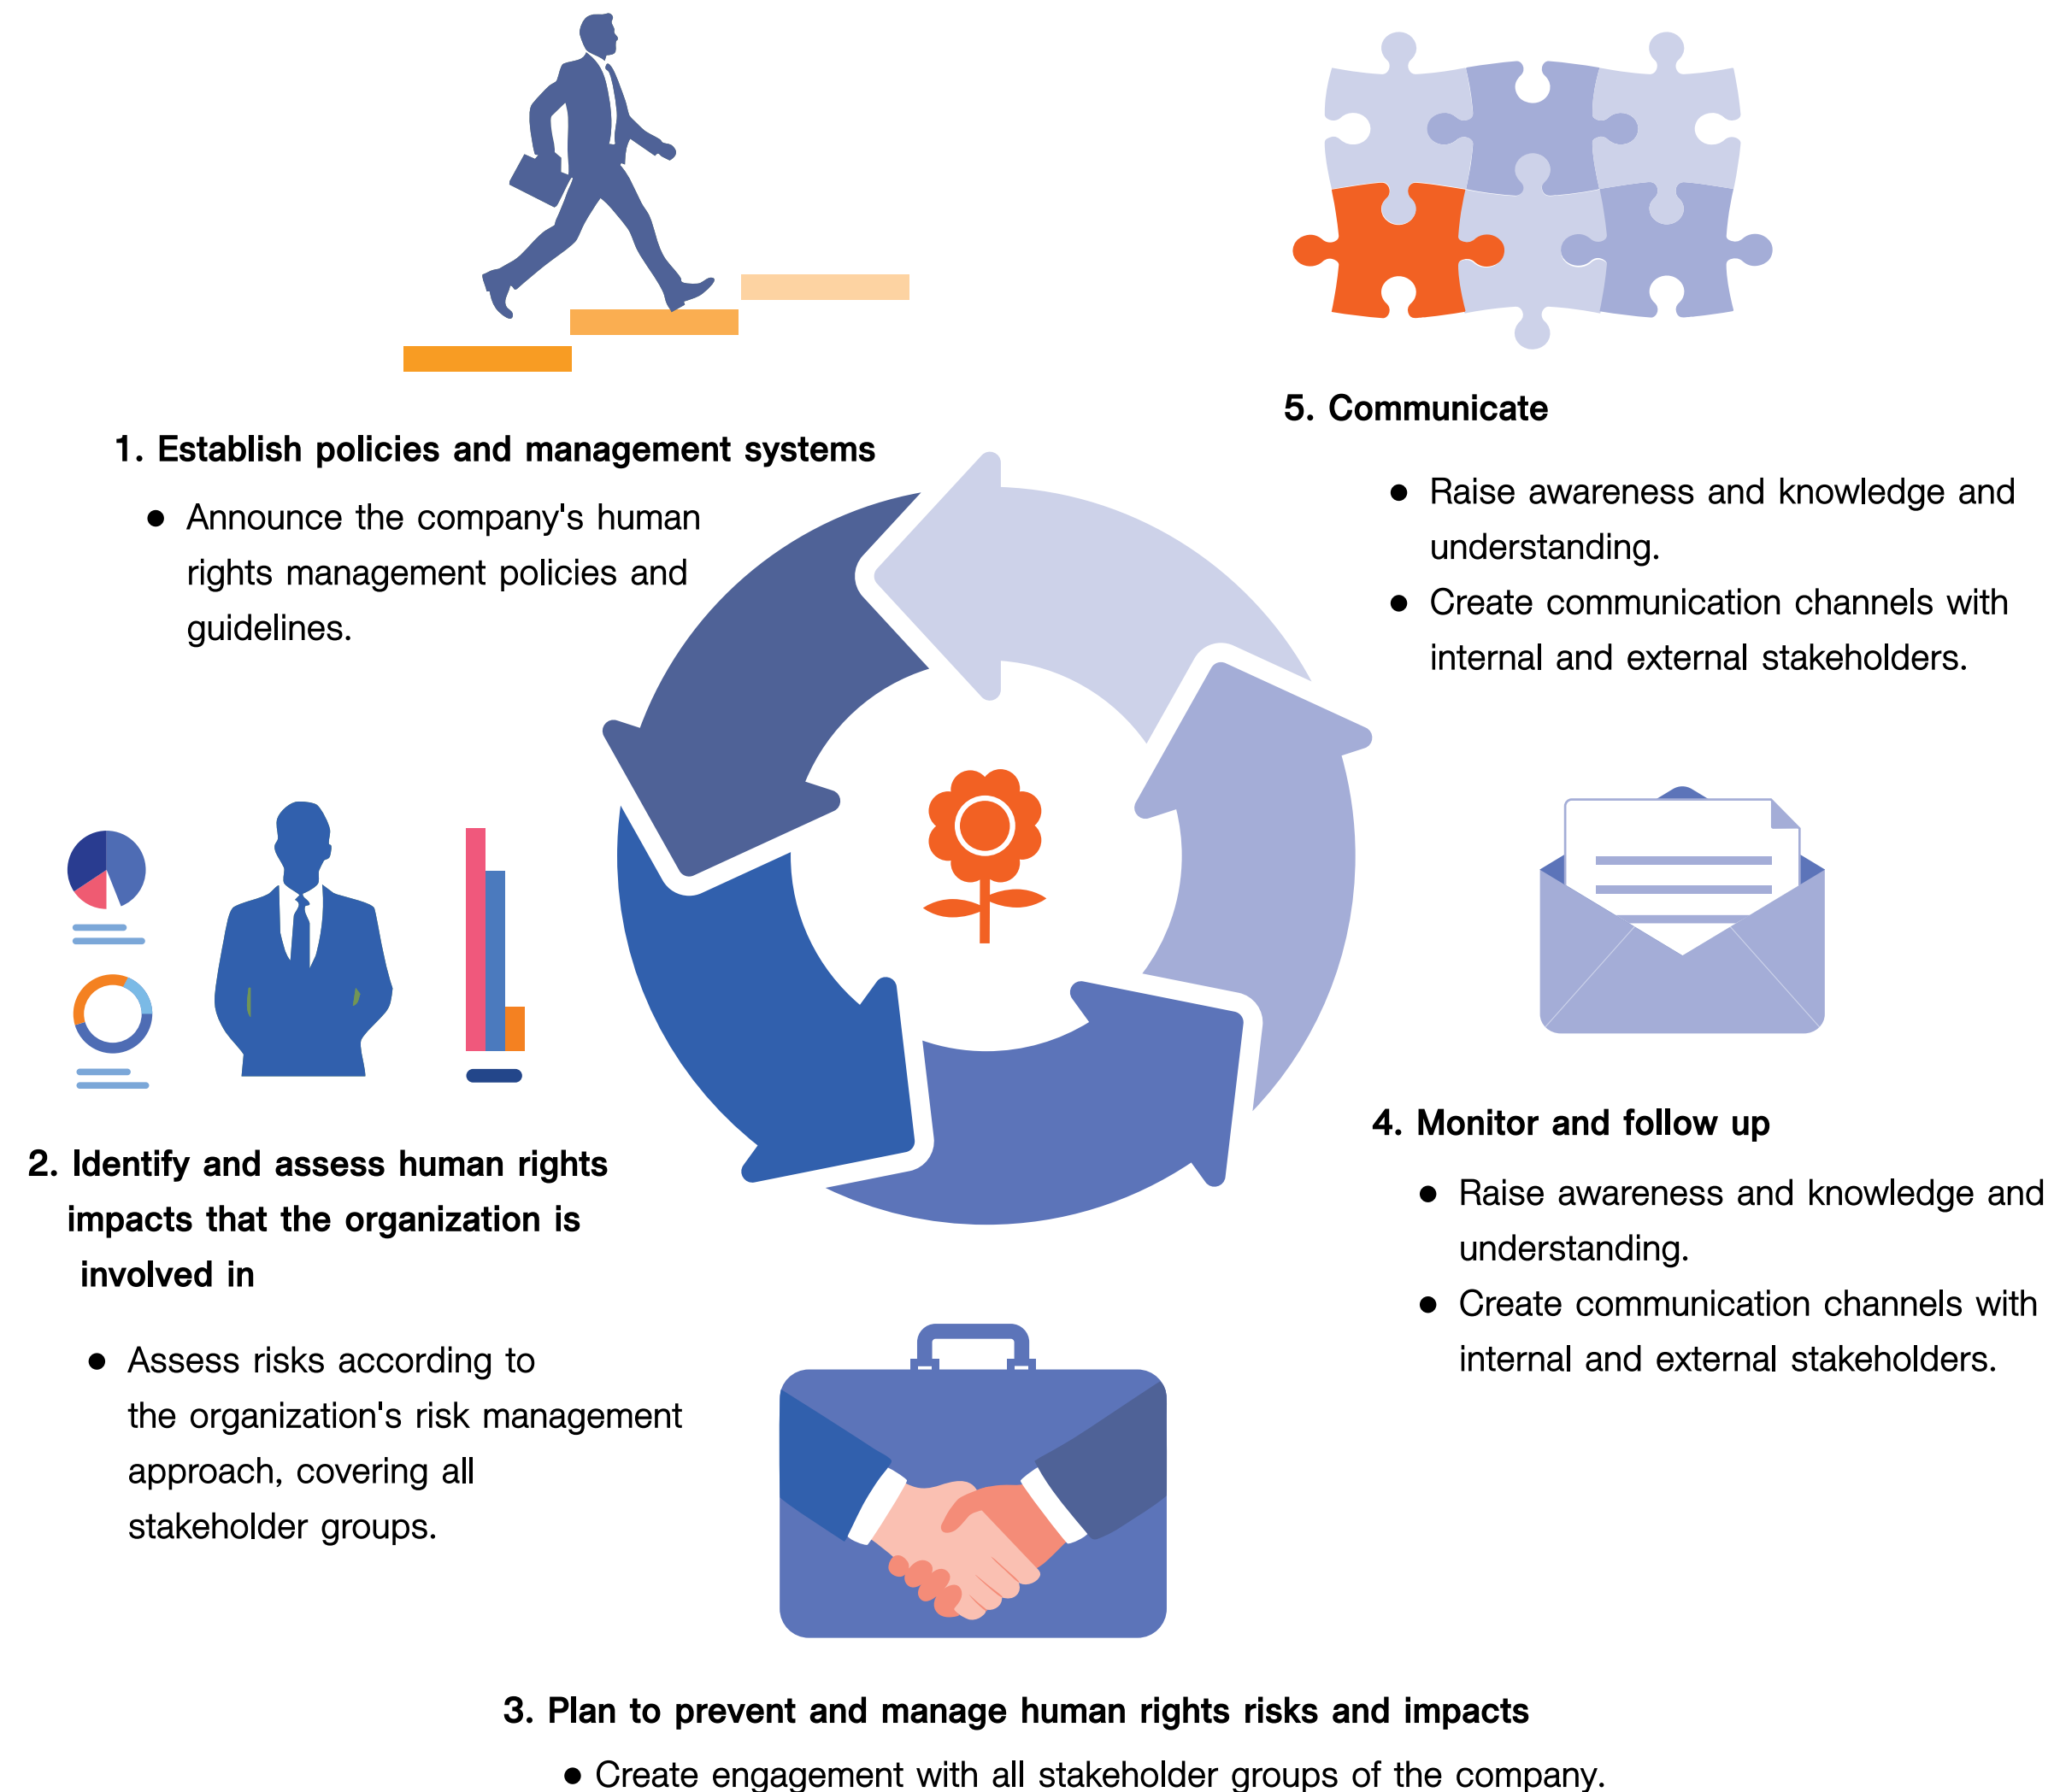 1. Establish policies and management systems
● Announce the company's human
rights management policies and
guidelines.
2. Identify and assess human rights
impacts that the organization is
involved in
● Assess risks according to
the organization's risk management
approach, covering all
stakeholder groups.
3. Plan to prevent and manage human rights risks and impacts
● Create engagement with all stakeholder groups of the company.
4. Monitor and follow up
● Raise awareness and knowledge and
understanding.
● Create communication channels with
internal and external stakeholders.
5. Communicate
● Raise awareness and knowledge and
understanding.
● Create communication channels with
internal and external stakeholders.